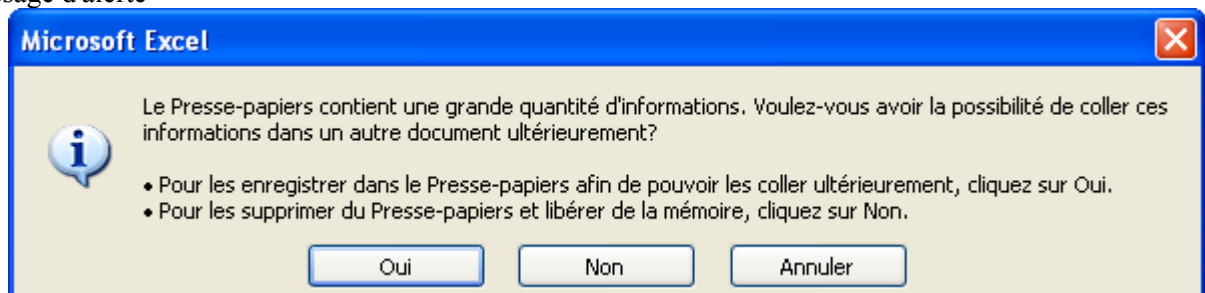 Microsoft Excel
Le Presse-papiers contient une grande quantité d'informations. Voulez-vous avoir la possibilité de coller ces
informations dans un autre document ultérieurement?
• Pour les enregistrer dans le Presse-papiers afin de pouvoir les coller ultérieurement, cliquez sur Oui.
• Pour les supprimer du Presse-papiers et libérer de la mémoire, cliquez sur Non.
Oui Non Annuler